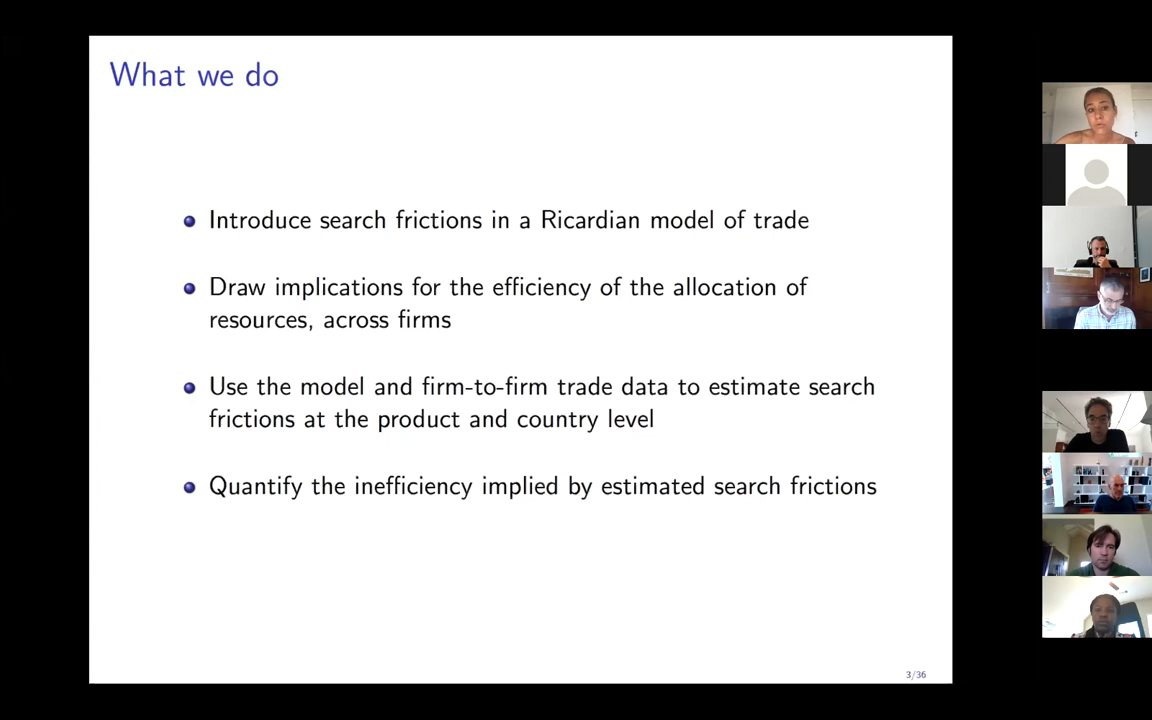 What we do
Introduce search frictions in a Ricardian model of trade
Draw implications for the efficiency of the allocation of
resources, across firms
Use the model and firm-to-firm trade data to estimate search
frictions at the product and country level
Quantify the inefficiency implied by estimated search frictions
3/36